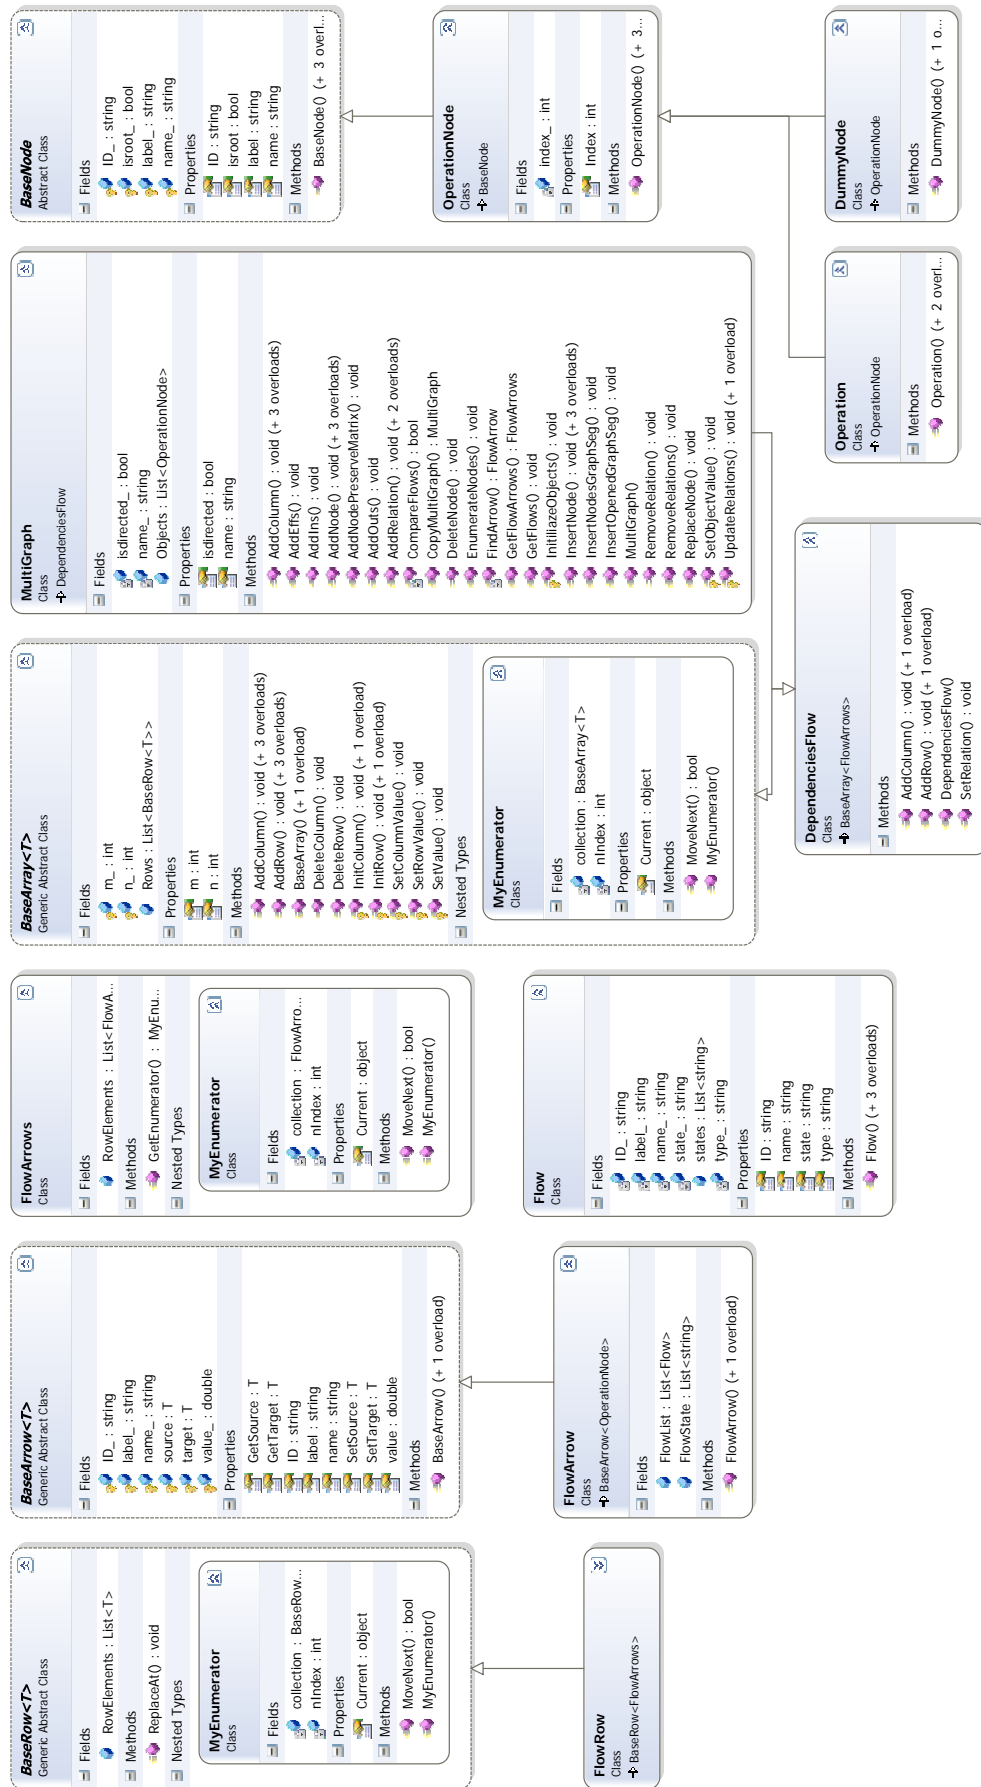 BaseRow<T>
Generic Abstract Class
Fields
RowElements : List<T>
Methods
ReplaceAt() : void
Nested Types
MyEnumerator
Class
Fields
collection : BaseRow...
nIndex : int
Properties
Current : object
Methods
MoveNext() : bool
MyEnumerator()
FlowRow
Class
BaseRow<FlowArrows>
BaseArrow<T>
Generic Abstract Class
Fields
ID_ : string
label_ : string
name_ : string
source : T
target : T
value_ : double
Properties
GetSource : T
GetTarget : T
ID : string
label : string
name : string
SetSource : T
SetTarget : T
value : double
Methods
BaseArrow() (+ 1 overload)
FlowArrow
Class
BaseArrow<OperationNode>
Fields
FlowList : List<Flow>
FlowState : List<string>
Methods
FlowArrow() (+ 1 overload)
FlowArrows
Class
Fields
RowElements : List<FlowA...
Methods
GetEnumerator() : MyEnu...
Nested Types
MyEnumerator
Class
Fields
collection : FlowArro...
nIndex : int
Properties
Current : object
Methods
MoveNext() : bool
MyEnumerator()
Flow
Class
Fields
ID_ : string
label_ : string
name_ : string
state_ : string
states : List<string>
type_ : string
Properties
ID : string
name : string
state : string
type : string
Methods
Flow() (+ 3 overloads)
BaseArray<T>
Generic Abstract Class
Fields
m_ : int
n_ : int
Rows : List<BaseRow<T>>
Properties
m : int
n : int
Methods
AddColumn() : void (+ 3 overloads)
AddRow() : void (+ 3 overloads)
BaseArray() (+ 1 overload)
DeleteColumn() : void
DeleteRow() : void
InitColumn() : void (+ 1 overload)
InitRow() : void (+ 1 overload)
SetColumnValue() : void
SetRowValue() : void
SetValue() : void
Nested Types
MyEnumerator
Class
Fields
collection : BaseArray<T>
nIndex : int
Properties
Current : object
Methods
MoveNext() : bool
MyEnumerator()
DependenciesFlow
Class
BaseArray<FlowArrows>
Methods
AddColumn() : void (+ 1 overload)
AddRow() : void (+ 1 overload)
DependenciesFlow()
SetRelation() : void
MultiGraph
Class
DependenciesFlow
Fields
isdirected_ : bool
name_ : string
Objects : List<OperationNode>
Properties
isdirected : bool
name : string
Methods
AddColumn() : void (+ 3 overloads)
AddEffs() : void
AddIns() : void
AddNode() : void (+ 3 overloads)
AddNodePreserveMatrix() : void
AddOuts() : void
AddRelation() : void (+ 2 overloads)
CompareFlows() : bool
CopyMultiGraph() : MultiGraph
DeleteNode() : void
EnumerateNodes() : void
FindArrow() : FlowArrow
GetFlowArrows() : FlowArrows
GetFlows() : void
InitiliazeObjects() : void
InsertNode() : void (+ 3 overloads)
InsertNodesGraphSeg() : void
InsertOpenedGraphSeg() : void
MultiGraph()
RemoveRelation() : void
RemoveRelations() : void
ReplaceNode() : void
SetObjectValue() : void
UpdateRelations() : void (+ 1 overload)
BaseNode
Abstract Class
Fields
ID_ : string
isroot_ : bool
label_ : string
name_ : string
Properties
ID : string
isroot : bool
label : string
name : string
Methods
BaseNode() (+ 3 overl...
OperationNode
Class
BaseNode
Fields
index_ : int
Properties
Index : int
Methods
OperationNode() (+ 3...
Operation
Class
OperationNode
Methods
Operation() (+ 2 overl...
DummyNode
Class
OperationNode
Methods
DummyNode() (+ 1 o...